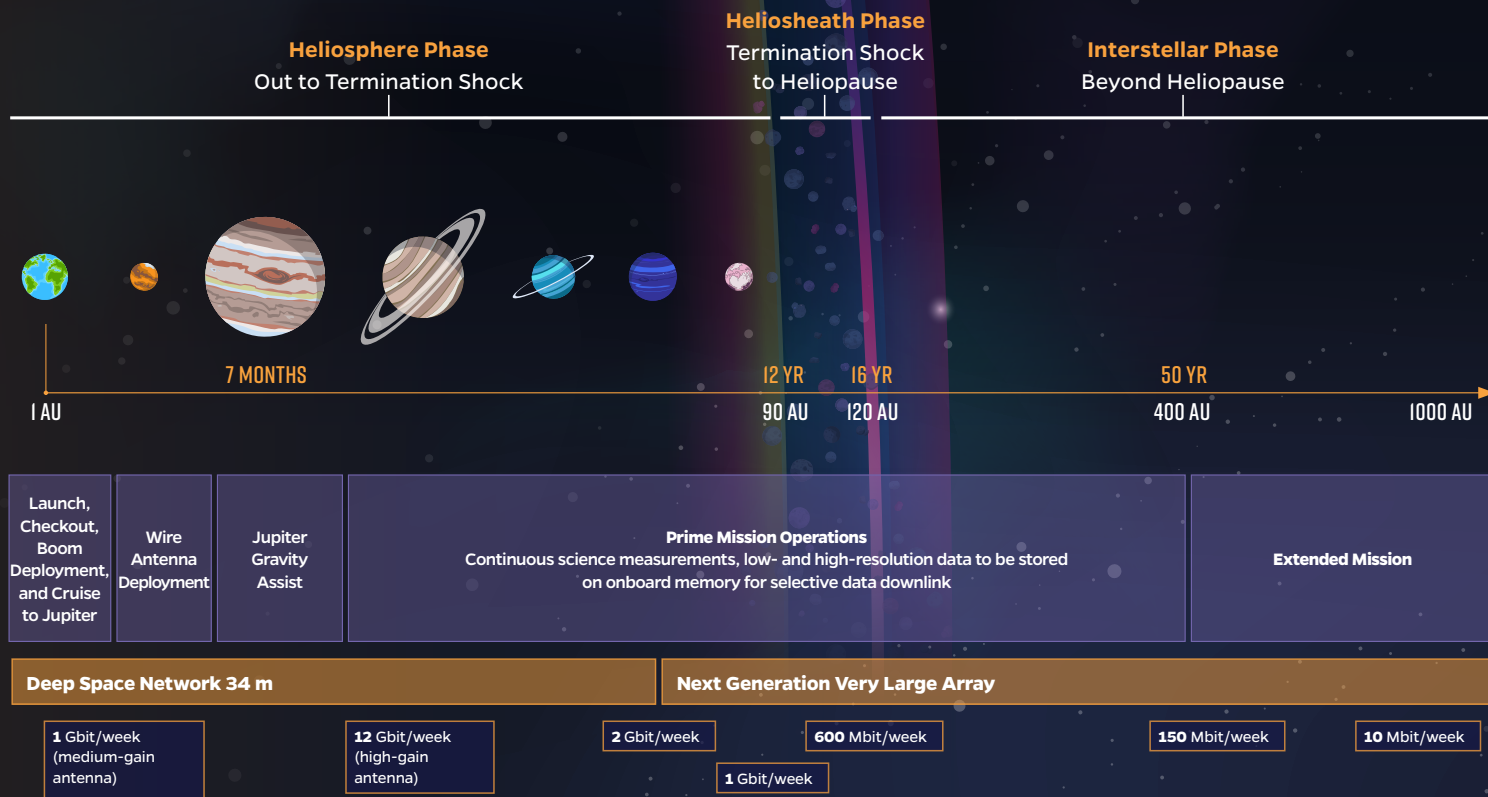 Heliosphere Phase
Out to Termination Shock
Heliosheath Phase
Termination Shock
to Heliopause
Interstellar Phase
Beyond Heliopause
7 MONTHS
12 YR
16 YR
50 YR
1 AU
90 AU
120 AU
400 AU
1000 AU
Launch,
Checkout,
Boom
Deployment,
and Cruise
to Jupiter
Wire
Antenna
Deployment
Jupiter
Gravity
Assist
Prime Mission Operations
Continuous science measurements, low- and high-resolution data to be stored
on onboard memory for selective data downlink
Extended Mission
Deep Space Network 34 m
Next Generation Very Large Array
1 Gbit/week
(medium-gain
antenna)
12 Gbit/week
(high-gain
antenna)
2 Gbit/week
1 Gbit/week
600 Mbit/week
150 Mbit/week
10 Mbit/week